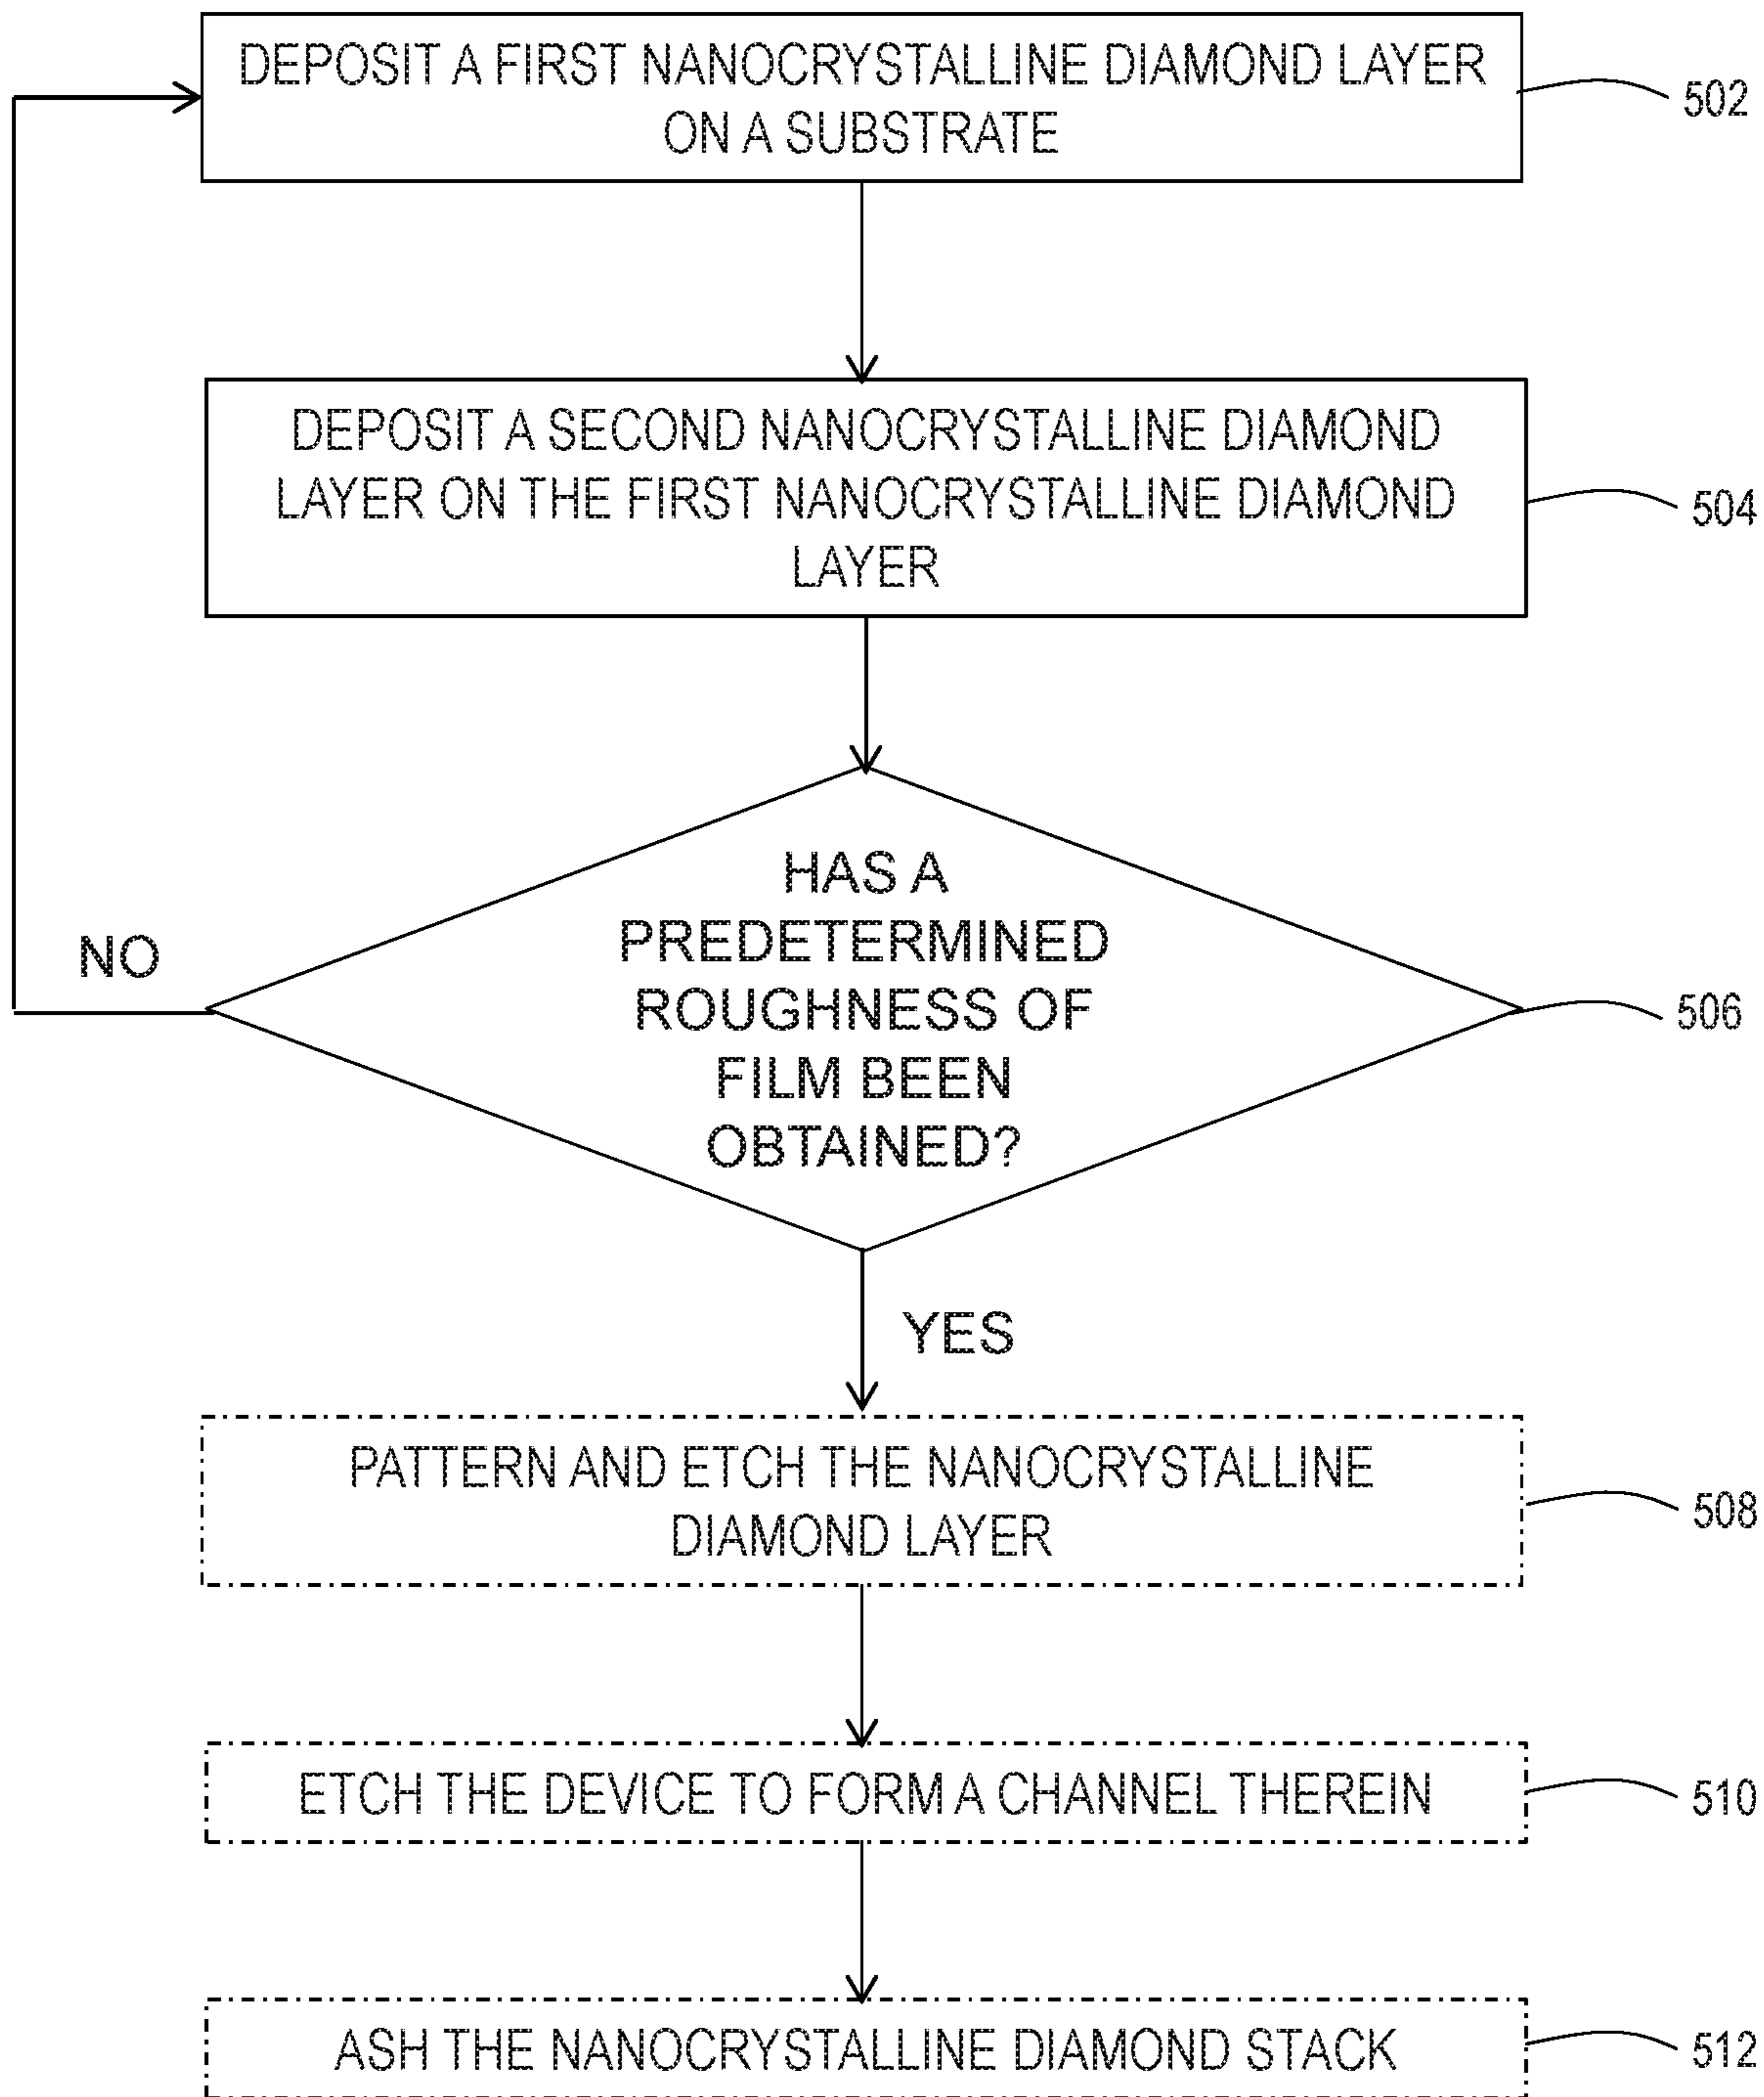 DEPOSIT A FIRST NANOCRYSTALLINE DIAMOND LAYER
ON A SUBSTRATE
502
DEPOSIT A SECOND NANOCRYSTALLINE DIAMOND
LAYER ON THE FIRST NANOCRYSTALLINE DIAMOND
LAYER
504
HAS A
PREDETERMINED
ROUGHNESS OF
FILM BEEN
OBTAINED?
NO
506
YES
PATTERN AND ETCH THE NANOCRYSTALLINE
DIAMOND LAYER
508
ETCH THE DEVICE TO FORM A CHANNEL THEREIN
510
ASH THE NANOCRYSTALLINE DIAMOND STACK
512